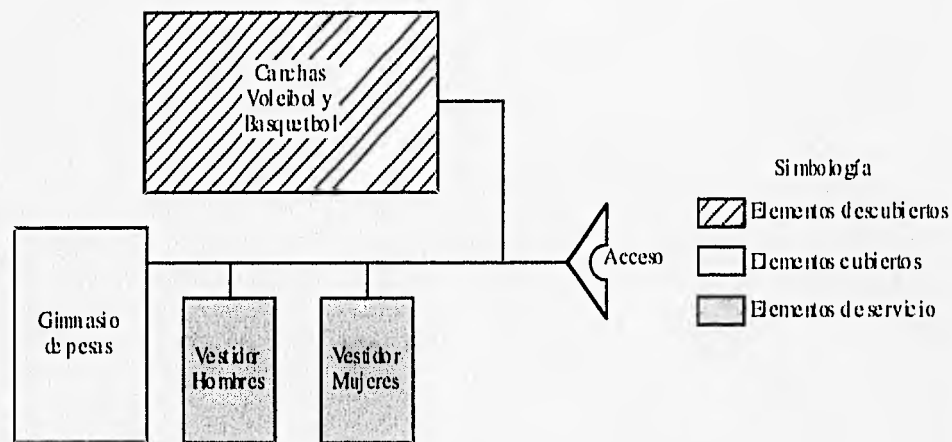 Canchas
Voleibol y
Basquetbol
Simbología
Elementos descubiertos
Acceso
Elementos cubiertos
Gimnasio
de pesas
Vestidor
Hombres
Vestidor
Mujeres
Elementos de servicio